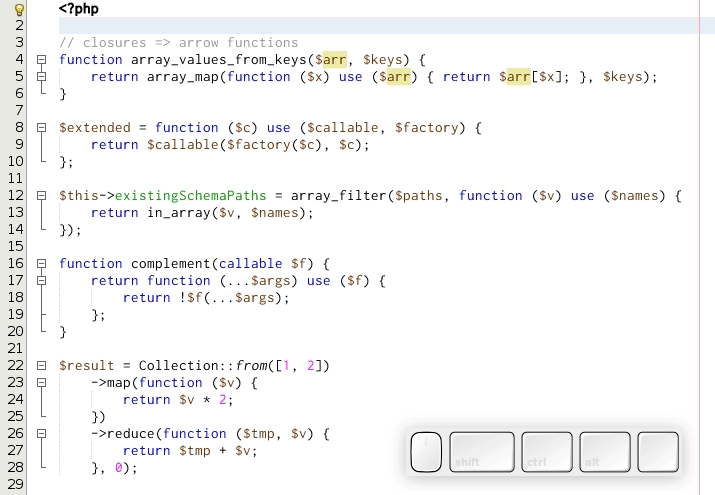 <?php
2
3 // closures => arrow functions
4 function array_values_from_keys($arr, $keys) {
5     return array_map(function ($x) use ($arr) { return $arr[$x]; }, $keys);
6 }
7
8 $extended = function ($c) use ($callable, $factory) {
9     return $callable($factory($c), $c);
10 };
11
12 $this->existingSchemaPaths = array_filter($paths, function ($v) use ($names) {
13     return in_array($v, $names);
14 });
15
16 function complement(callable $f) {
17     return function (...$args) use ($f) {
18         return !$f(...$args);
19     };
20 }
21
22 $result = Collection::from([1, 2])
23     ->map(function ($v) {
24         return $v * 2;
25     })
26     ->reduce(function ($tmp, $v) {
27         return $tmp + $v;
28     }, 0);
29
shift ctrl alt